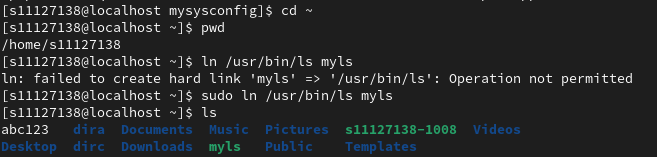 [s11127138@localhost mysysconfig]$ cd ~
[s11127138@localhost ~]$ pwd
/home/s11127138
[s11127138@localhost ~]$ ln /usr/bin/ls myls
ln: failed to create hard link 'myls' => '/usr/bin/ls': Operation not permitted
[s11127138@localhost ~]$ sudo ln /usr/bin/ls myls
[s11127138@localhost ~]$ ls
abc123   dira  Documents  Music  Pictures  s11127138-1008  Videos
Desktop  dirc  Downloads  myls   Public    Templates